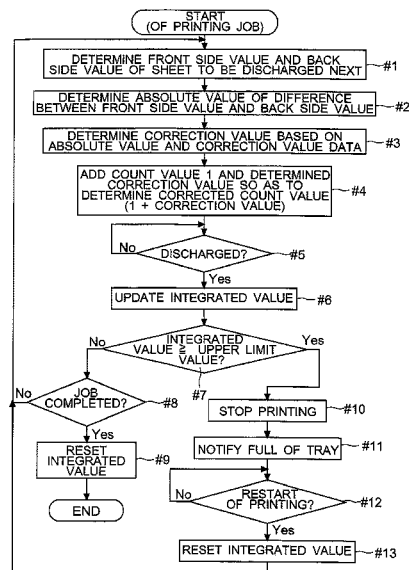 START
(OF PRINTING JOB)
DETERMINE FRONT SIDE VALUE AND BACK
SIDE VALUE OF SHEET TO BE DISCHARGED NEXT
#1
DETERMINE ABSOLUTE VALUE OF DIFFERENCE
BETWEEN FRONT SIDE VALUE AND BACK SIDE VALUE
#2
DETERMINE CORRECTION VALUE BASED ON
ABSOLUTE VALUE AND CORRECTION VALUE DATA
#3
ADD COUNT VALUE 1 AND DETERMINED
CORRECTION VALUE SO AS TO
DETERMINE CORRECTED COUNT VALUE
(1 + CORRECTION VALUE)
#4
No
DISCHARGED?
#5
Yes
UPDATE INTEGRATED VALUE
#6
No
INTEGRATED
VALUE ≧ UPPER LIMIT
VALUE?
Yes
#7
No
JOB
COMPLETED?
#8
Yes
RESET
INTEGRATED
VALUE
#9
END
STOP PRINTING
#10
NOTIFY FULL OF TRAY
#11
No
RESTART
OF PRINTING?
#12
Yes
RESET INTEGRATED VALUE
#13